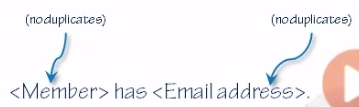 (noduplicates) (noduplicates)
<Member> has <Email address>.